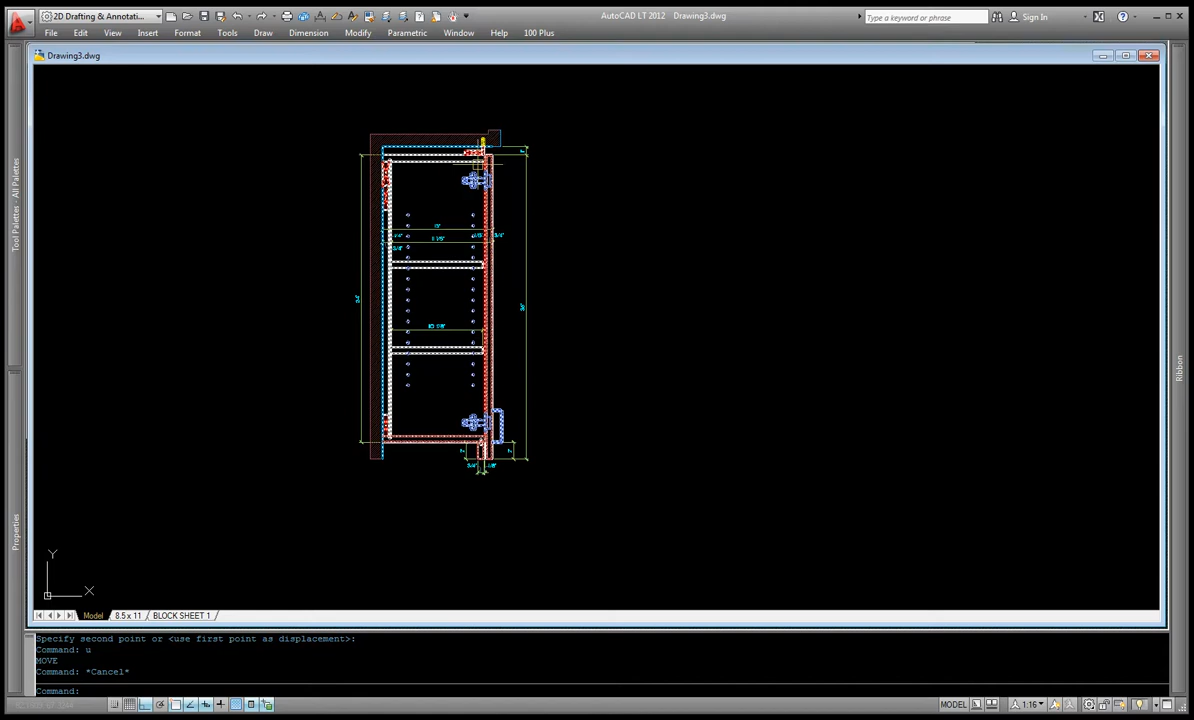 2D Drafting & Annotati...
AutoCAD LT 2012 Drawing3.dwg
Type a keyword or phrase
Sign In
File Edit View Insert Format Tools Draw Dimension Modify Parametric Window Help 100 Plus
Drawing3.dwg
Tool Palettes - All Palettes
Properties
Ribbon
Y
X
Model 8.5 x 11 BLOCK SHEET 1
Specify second point or <use first point as displacement>:
Command: u
MOVE
Command: *Cancel*
Command:
MODEL
1:16